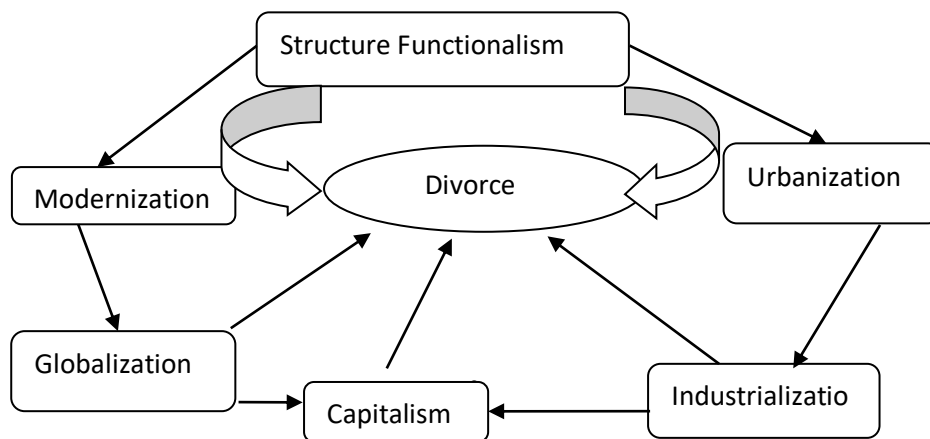 Structure Functionalism
Divorce
Urbanization
Modernization
Globalization
Capitalism
Industrializatio